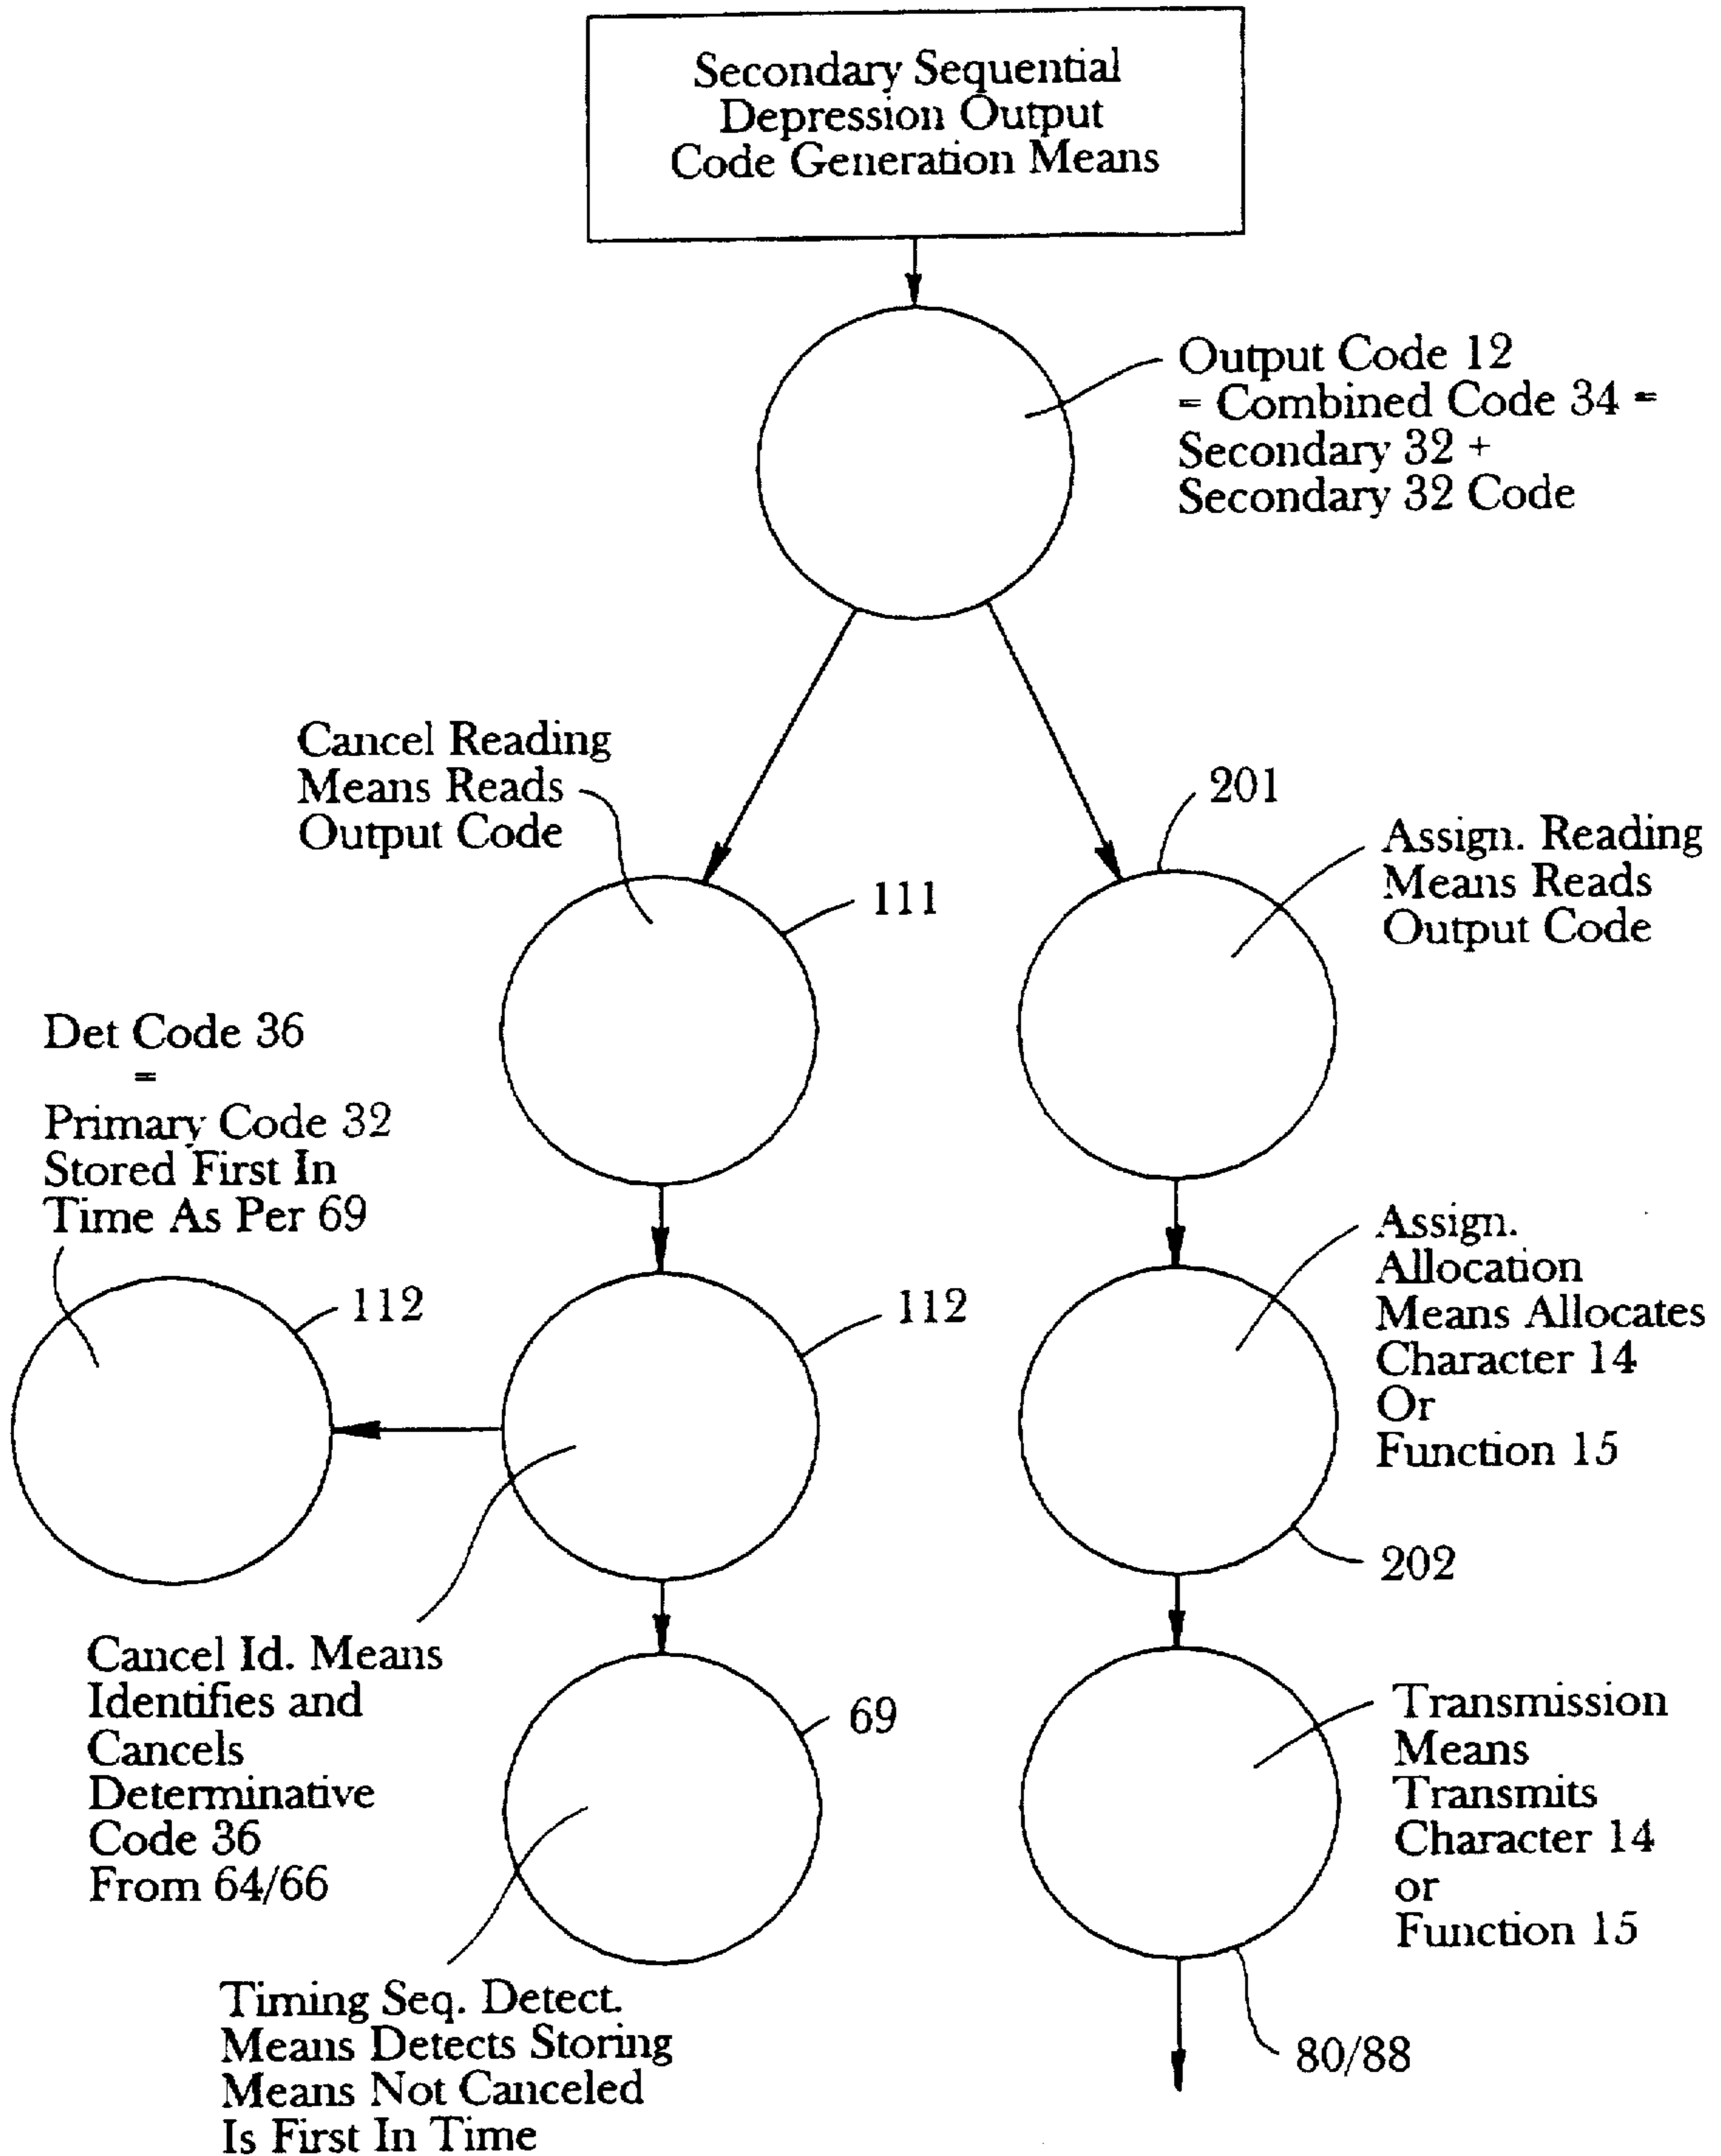 Secondary Sequential
Depression Output
Code Generation Means
Output Code 12
= Combined Code 34 =
Secondary 32 +
Secondary 32 Code
Cancel Reading
Means Reads
Output Code
111
201
Assign. Reading
Means Reads
Output Code
Det Code 36
=
Primary Code 32
Stored First In
Time As Per 69
112
112
Assign.
Allocation
Means Allocates
Character 14
Or
Function 15
202
Cancel Id. Means
Identifies and
Cancels
Determinative
Code 36
From 64/66
69
Transmission
Means
Transmits
Character 14
or
Function 15
Timing Seq. Detect.
Means Detects Storing
Means Not Canceled
Is First In Time
80/88